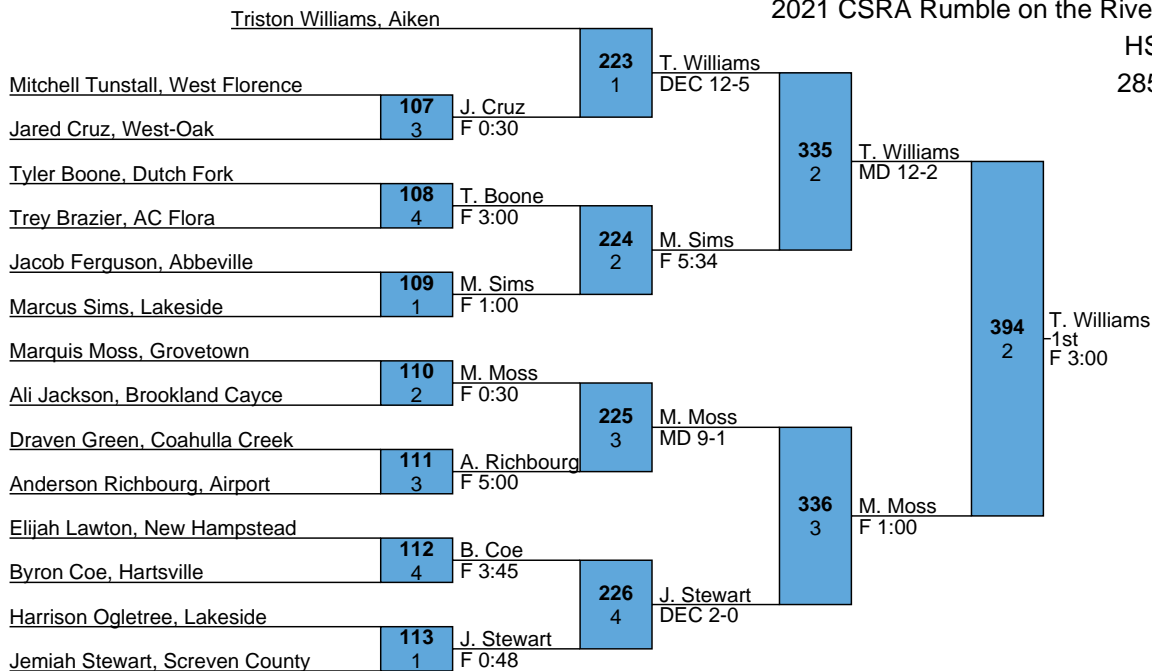 2021 CSRA Rumble on the Rive
HS
285
Triston Williams, Aiken
223
1
T. Williams
DEC 12-5
Mitchell Tunstall, West Florence
107
3
J. Cruz
F 0:30
Jared Cruz, West-Oak
335
2
T. Williams
MD 12-2
Tyler Boone, Dutch Fork
108
4
T. Boone
F 3:00
Trey Brazier, AC Flora
224
2
M. Sims
F 5:34
Jacob Ferguson, Abbeville
109
1
M. Sims
F 1:00
Marcus Sims, Lakeside
394
2
T. Williams
1st
F 3:00
Marquis Moss, Grovetown
110
2
M. Moss
F 0:30
Ali Jackson, Brookland Cayce
225
3
M. Moss
MD 9-1
Draven Green, Coahulla Creek
111
3
A. Richbourg
F 5:00
Anderson Richbourg, Airport
336
3
M. Moss
F 1:00
Elijah Lawton, New Hampstead
112
4
B. Coe
F 3:45
Byron Coe, Hartsville
226
4
J. Stewart
DEC 2-0
Harrison Ogletree, Lakeside
113
1
J. Stewart
F 0:48
Jemiah Stewart, Screven County